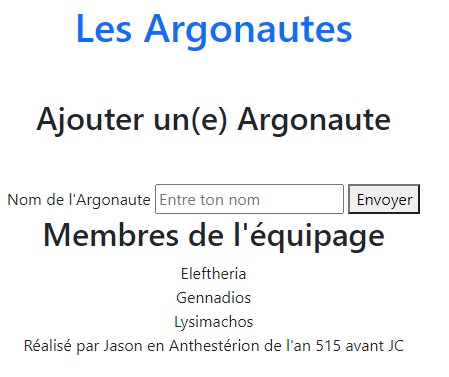 Les Argonautes
Ajouter un(e) Argonaute
Nom de l'Argonaute Entre ton nom Envoyer
Membres de l'équipage
Eleftheria
Gennadios
Lysimachos
Réalisé par Jason en Anthestérion de l'an 515 avant JC